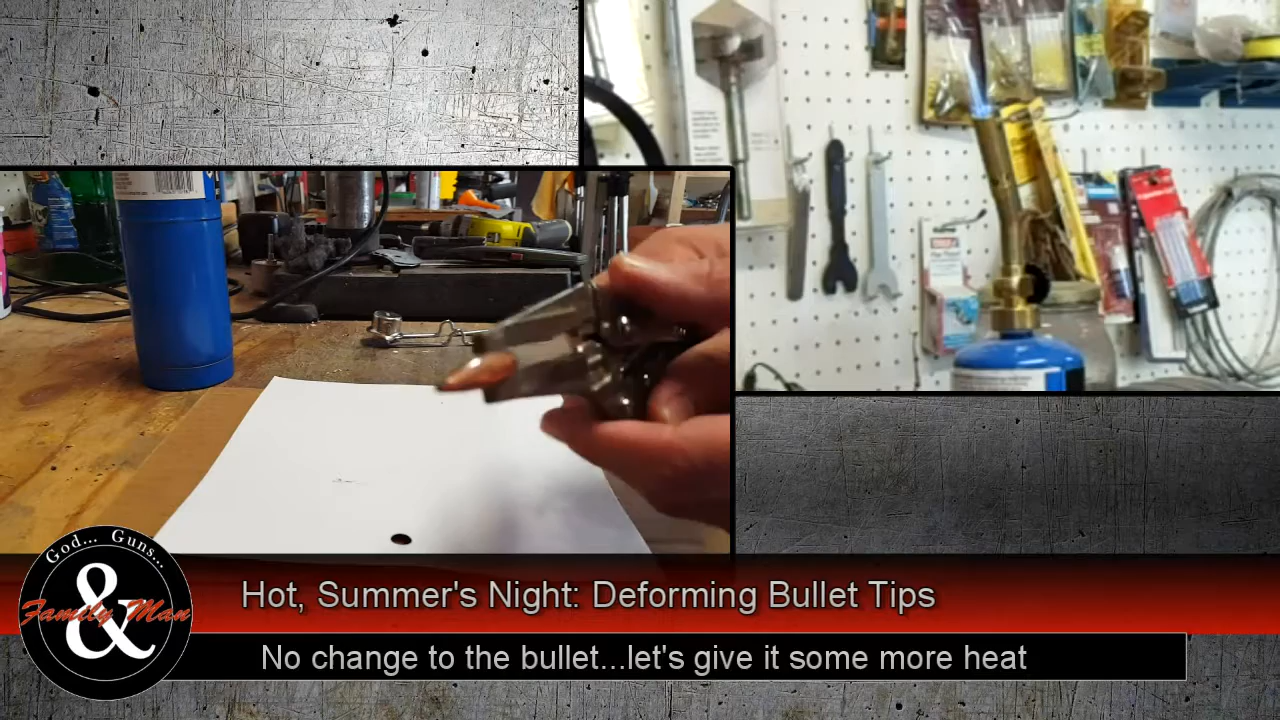 God... Guns...
&
Family Man
Hot, Summer's Night: Deforming Bullet Tips
No change to the bullet...let's give it some more heat